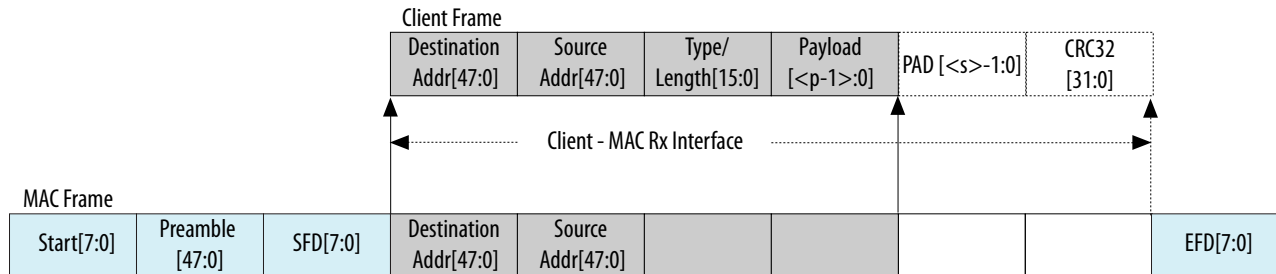 Client Frame
Destination
Addr[47:0]
Source
Addr[47:0]
Type/
Length[15:0]
Payload
[<p-1>:0]
PAD [<s>-1:0]
CRC32
[31:0]
Client - MAC Rx Interface
MAC Frame
Start[7:0]
Preamble
[47:0]
SFD[7:0]
Destination
Addr[47:0]
Source
Addr[47:0]
EFD[7:0]